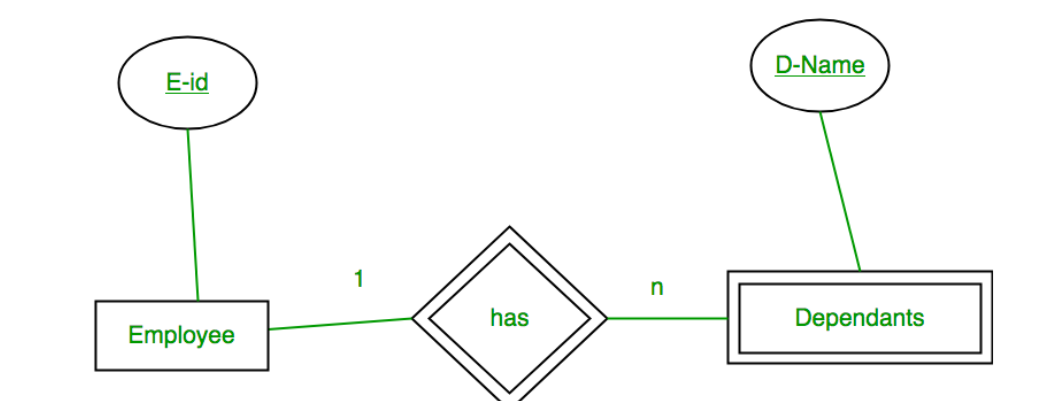 E-id
D-Name
1
n
has
Employee
Dependants